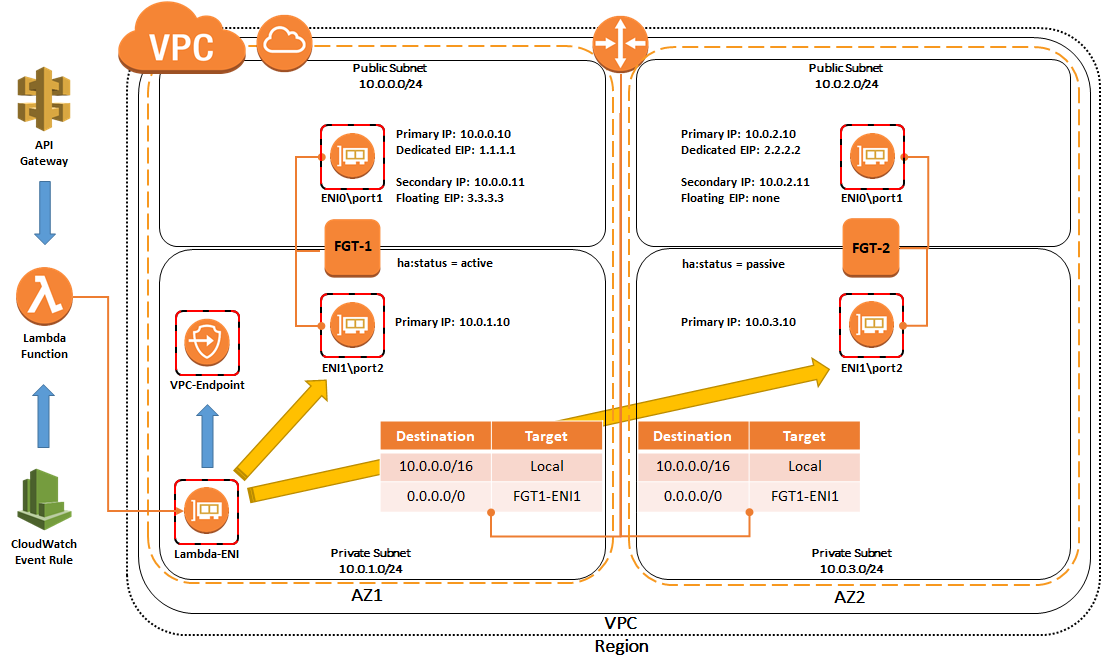 VPC
Public Subnet
10.0.0.0/24
Public Subnet
10.0.2.0/24
API
Gateway
Primary IP: 10.0.0.10
Dedicated EIP: 1.1.1.1
Secondary IP: 10.0.0.11
Floating EIP: 3.3.3.3
ENI0\port1
Primary IP: 10.0.2.10
Dedicated EIP: 2.2.2.2
Secondary IP: 10.0.2.11
Floating EIP: none
ENI0\port1
FGT-1
ha:status = active
FGT-2
ha:status = passive
Lambda
Function
Primary IP: 10.0.1.10
ENI1\port2
Primary IP: 10.0.3.10
ENI1\port2
VPC-Endpoint
Destination Target
10.0.0.0/16 Local
0.0.0.0/0 FGT1-ENI1
Destination Target
10.0.0.0/16 Local
0.0.0.0/0 FGT1-ENI1
CloudWatch
Event Rule
Lambda-ENI
Private Subnet
10.0.1.0/24
Private Subnet
10.0.3.0/24
AZ1
AZ2
VPC
Region